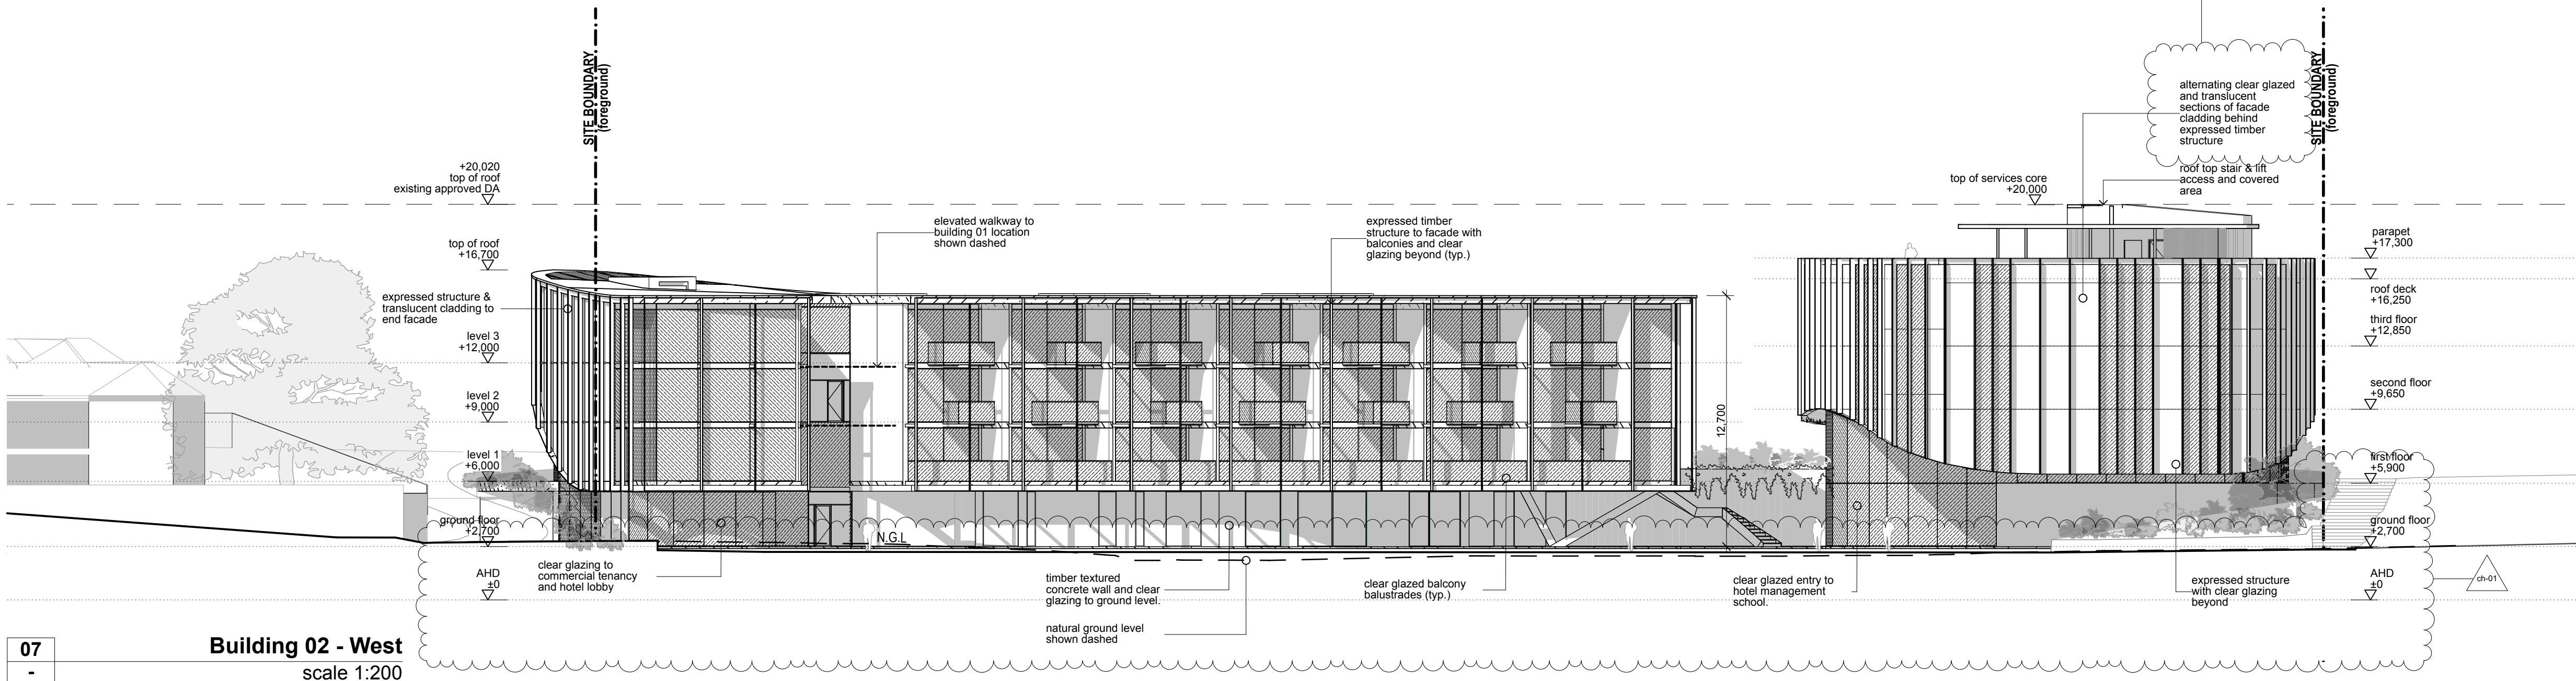 SITE BOUNDARY
(foreground)
SITE BOUNDARY
(foreground)
alternating clear glazed
and translucent
sections of facade
cladding behind
expressed timber
structure
+20,020
top of roof
existing approved DA
top of services core
+20,000
roof top stair & lift
access and covered
area
elevated walkway to
building 01 location
shown dashed
expressed timber
structure to facade with
balconies and clear
glazing beyond (typ.)
top of roof
+16,700
parapet
+17,300
roof deck
+16,250
expressed structure &
translucent cladding to
end facade
third floor
+12,850
level 3
+12,000
second floor
+9,650
level 2
+9,000
12,700
level 1
+6,000
first floor
+5,900
ground floor
+2,700
ground floor
+2,700
N.G.L
AHD
±0
clear glazing to
commercial tenancy
and hotel lobby
timber textured
concrete wall and clear
glazing to ground level.
clear glazed balcony
balustrades (typ.)
clear glazed entry to
hotel management
school.
expressed structure
with clear glazing
beyond
AHD
±0
ch-01
natural ground level
shown dashed
07
-
Building 02 - West
scale 1:200